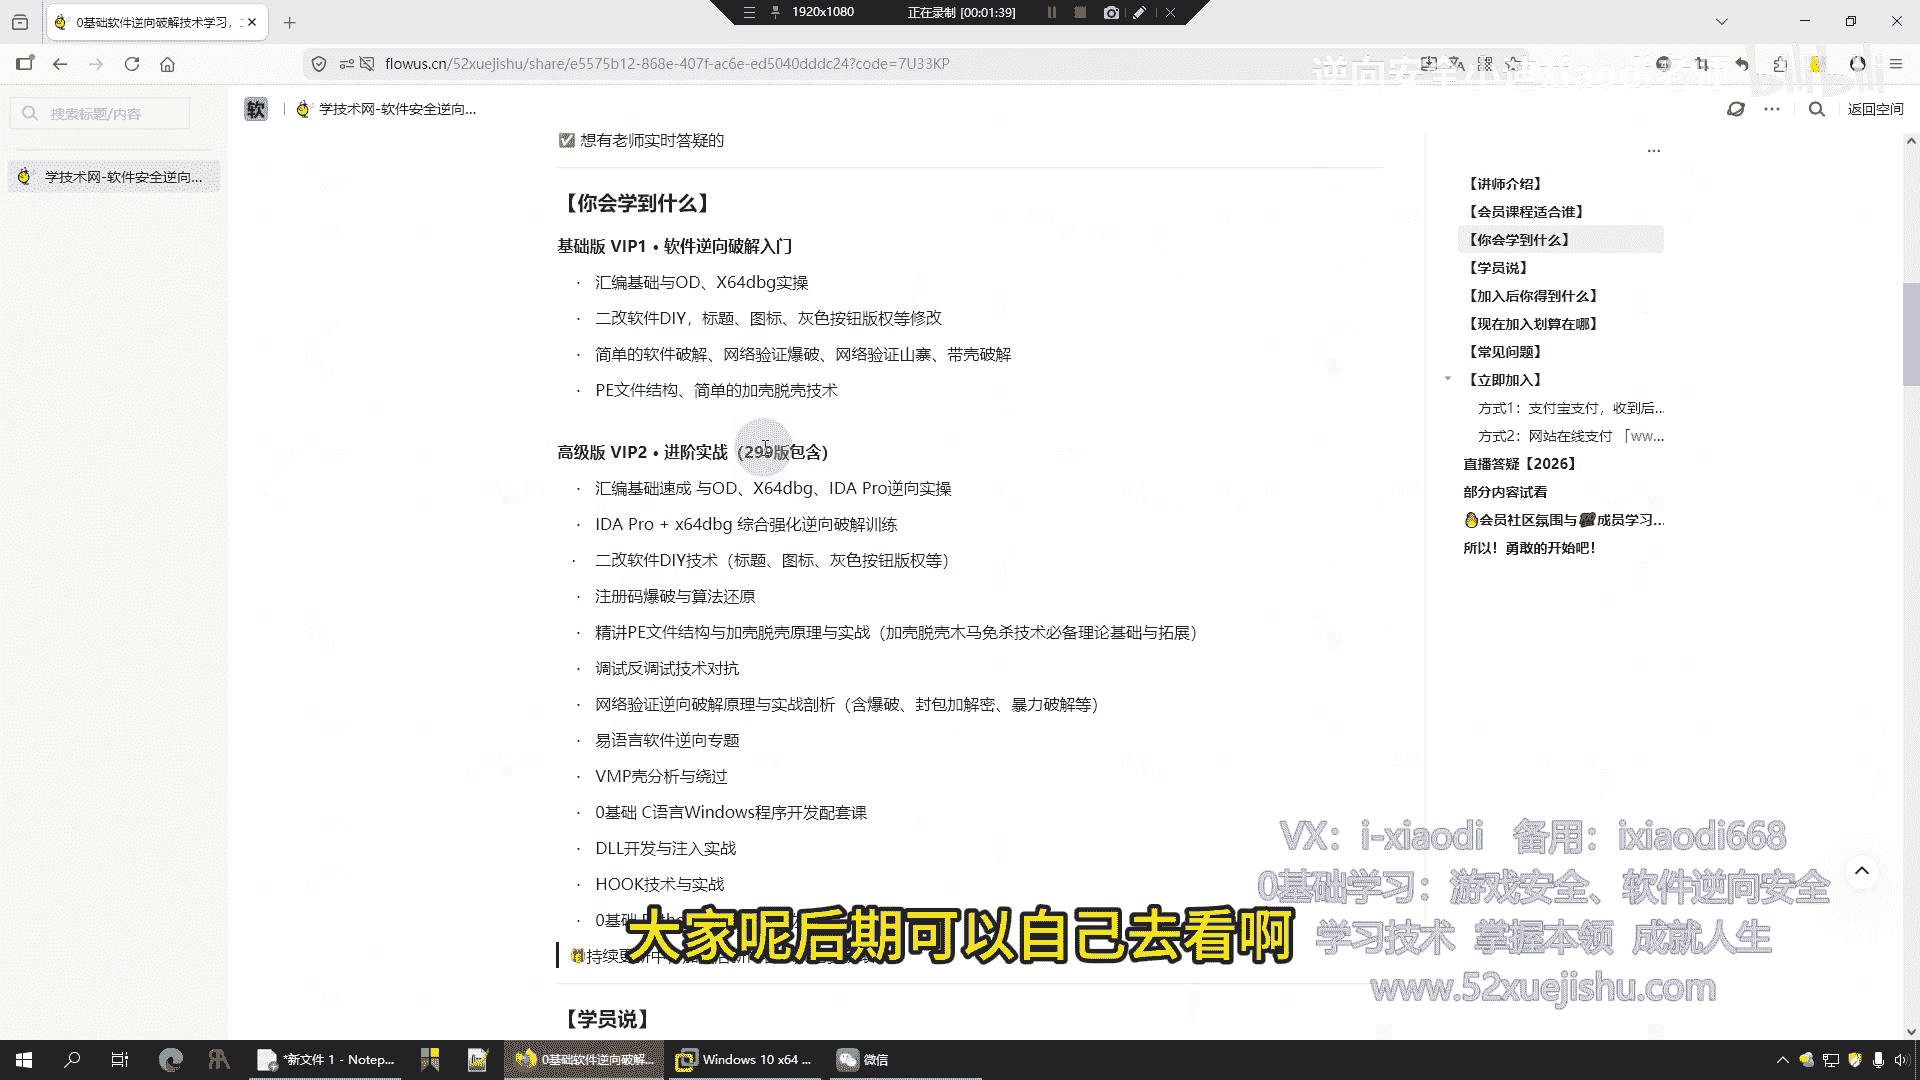 1920x1080
正在录制 [00:01:39]
0基础软件逆向破解技术学习，
flowus.cn/52xuejishu/share/e5575b12-868e-407f-ac6e-ed5040dddc24?code=7U33KP
逆向安全小迪xiaodi老师
bilibili
搜索标题/内容
软
学技术网-软件安全逆向...
返回空间
学技术网-软件安全逆向...
想有老师实时答疑的
【你会学到什么】
基础版 VIP1 • 软件逆向破解入门
· 汇编基础与OD、X64dbg实操
· 二改软件DIY，标题、图标、灰色按钮版权等修改
· 简单的软件破解、网络验证爆破、网络验证山寨、带壳破解
· PE文件结构、简单的加壳脱壳技术
高级版 VIP2 • 进阶实战（299版包含）
· 汇编基础速成 与OD、X64dbg、IDA Pro逆向实操
· IDA Pro + x64dbg 综合强化逆向破解训练
· 二改软件DIY技术（标题、图标、灰色按钮版权等）
· 注册码爆破与算法还原
· 精讲PE文件结构与加壳脱壳原理与实战（加壳脱壳木马免杀技术必备理论基础与拓展）
· 调试反调试技术对抗
· 网络验证逆向破解原理与实战剖析（含爆破、封包加解密、暴力破解等）
· 易语言软件逆向专题
· VMP壳分析与绕过
· 0基础 C语言Windows程序开发配套课
· DLL开发与注入实战
· HOOK技术与实战
· 0基础
持续更新中
【学员说】
【讲师介绍】
【会员课程适合谁】
【你会学到什么】
【学员说】
【加入后你得到什么】
【现在加入划算在哪】
【常见问题】
【立即加入】
方式1：支付宝支付，收到后...
方式2：网站在线支付 「ww...
直播答疑【2026】
部分内容试看
会员社区氛围与成员学习...
所以！勇敢的开始吧！
VX：i-xiaodi 备用：ixiaodi668
0基础学习：游戏安全、软件逆向安全
学习技术 掌握本领 成就人生
www.52xuejishu.com
大家呢后期可以自己去看啊
*新文件 1 - Notep...
0基础软件逆向破解...
Windows 10 x64 ...
微信